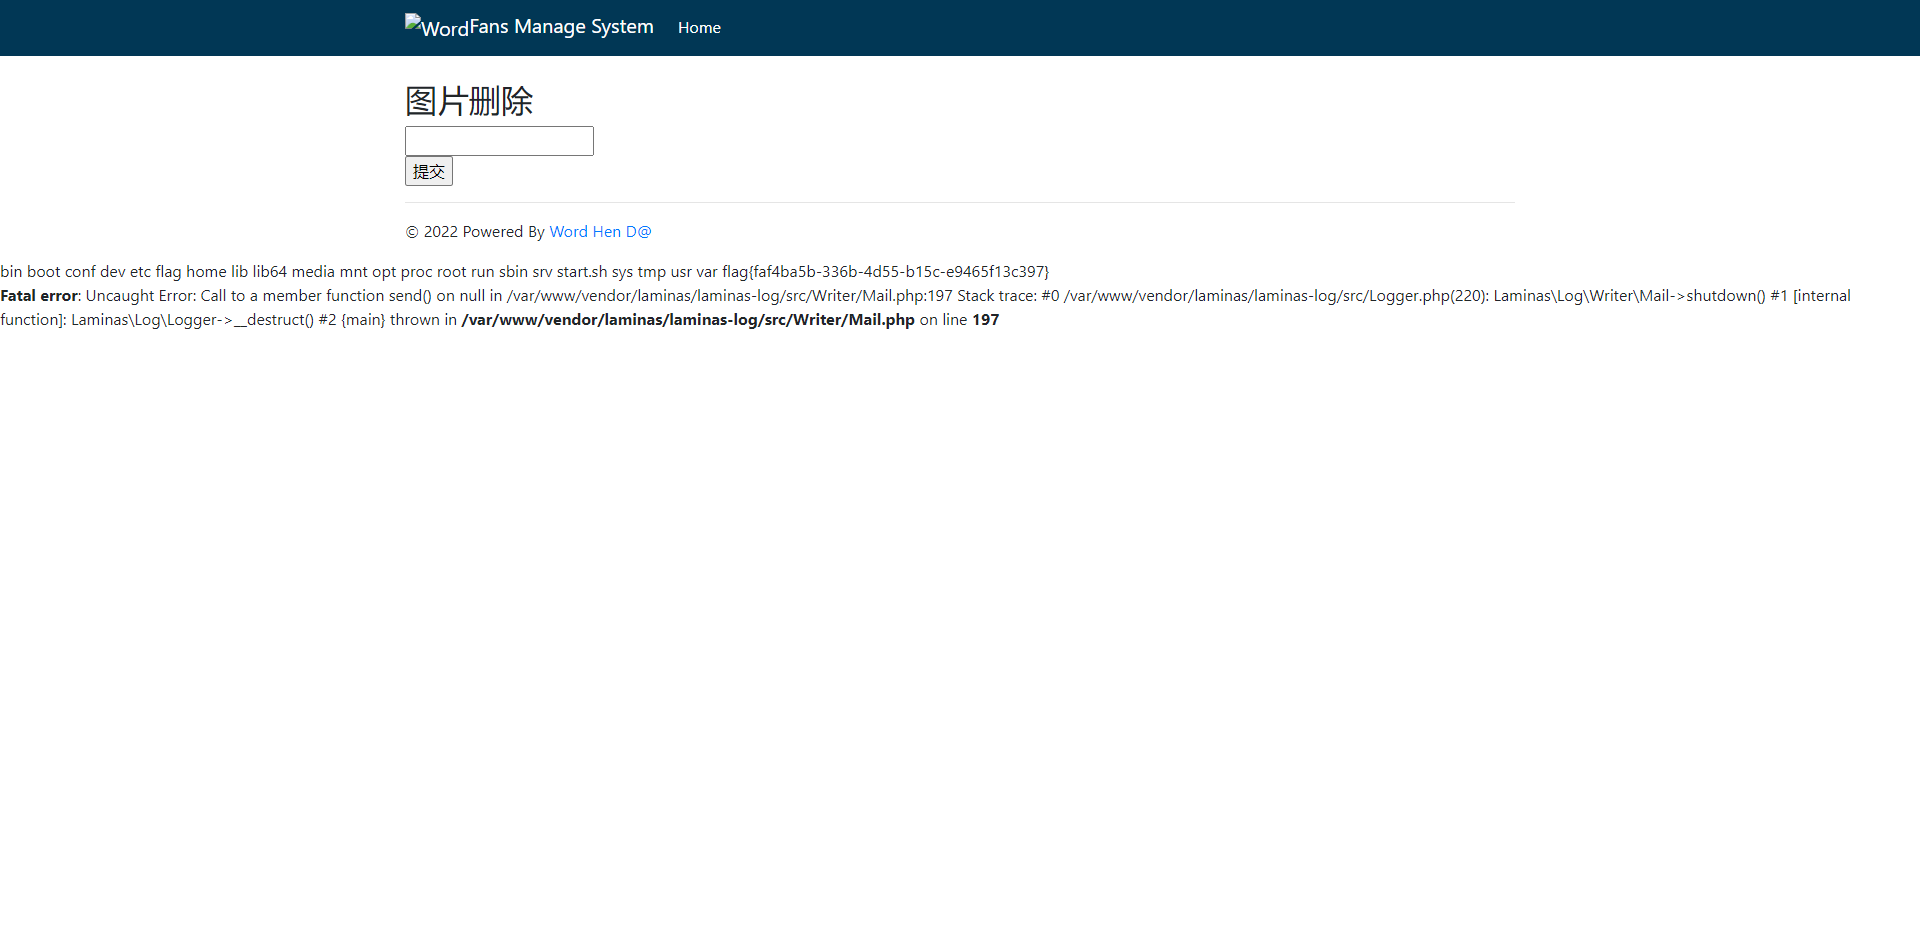 WordFans Manage System Home
图片删除
提交
© 2022 Powered By Word Hen D@
bin boot conf dev etc flag home lib lib64 media mnt opt proc root run sbin srv start.sh sys tmp usr var flag{faf4ba5b-336b-4d55-b15c-e9465f13c397}
Fatal error: Uncaught Error: Call to a member function send() on null in /var/www/vendor/laminas/laminas-log/src/Writer/Mail.php:197 Stack trace: #0 /var/www/vendor/laminas/laminas-log/src/Logger.php(220): Laminas\Log\Writer\Mail->shutdown() #1 [internal
function]: Laminas\Log\Logger->__destruct() #2 {main} thrown in /var/www/vendor/laminas/laminas-log/src/Writer/Mail.php on line 197